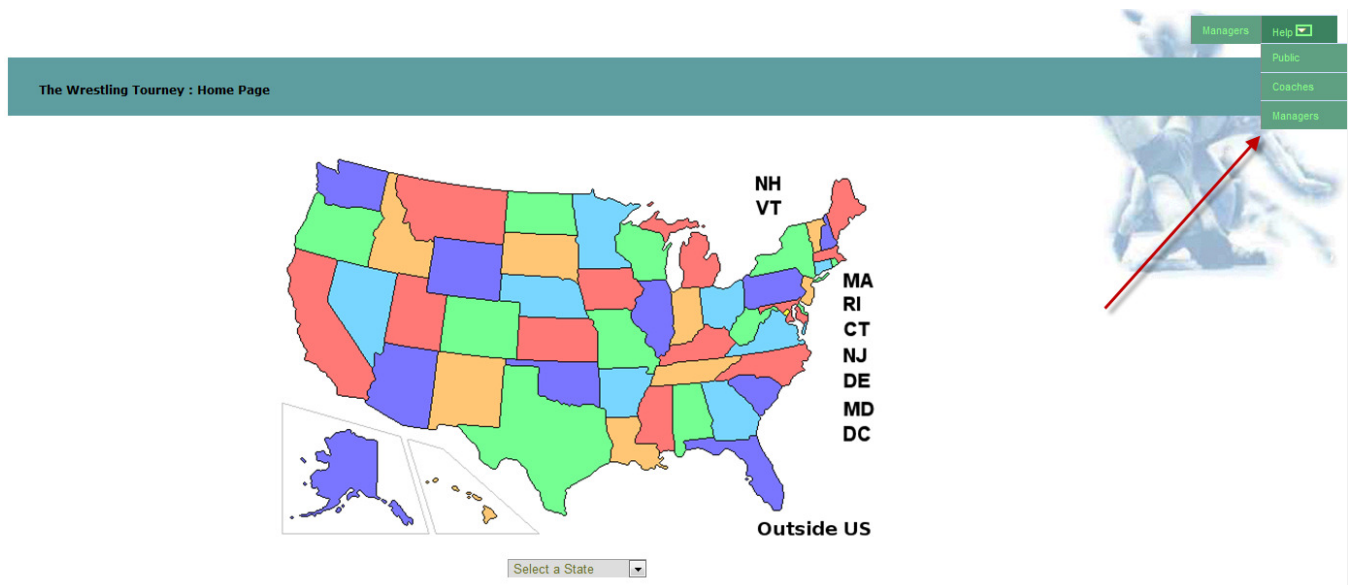 Managers
Help
Public
Coaches
Managers
The Wrestling Tourney : Home Page
NH
VT
MA
RI
CT
NJ
DE
MD
DC
Outside US
Select a State